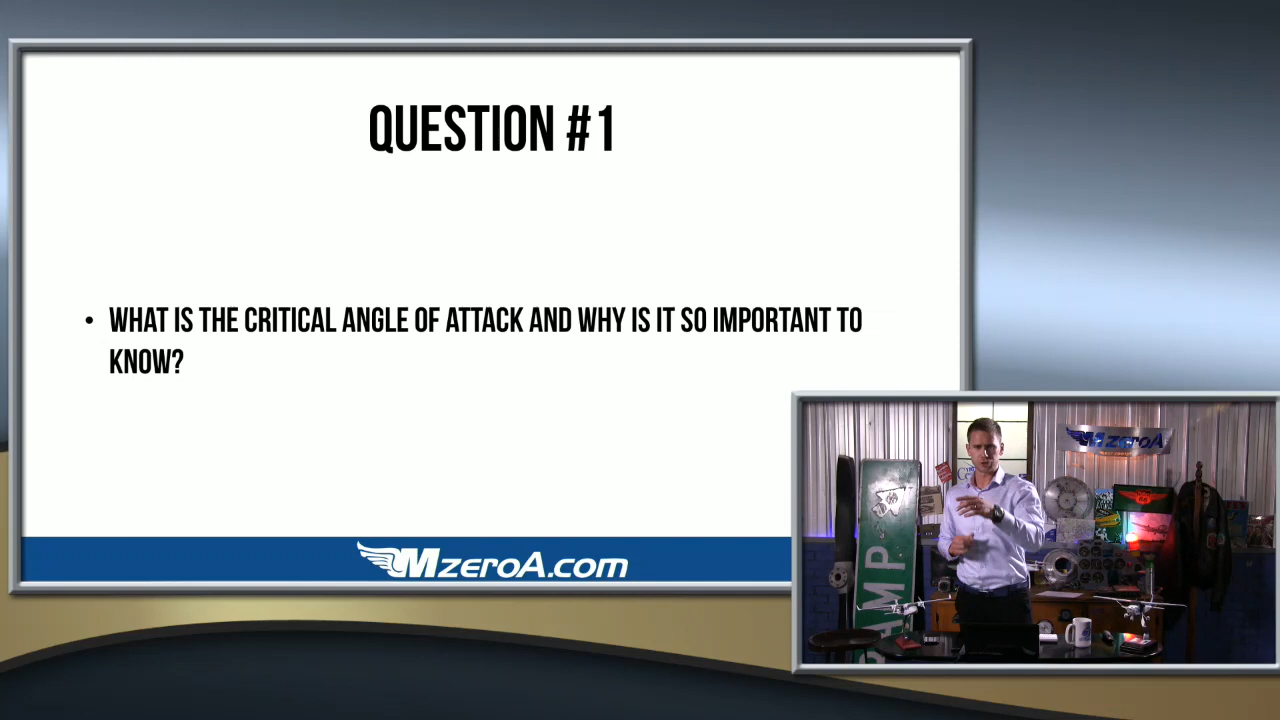 QUESTION #1
• WHAT IS THE CRITICAL ANGLE OF ATTACK AND WHY IS IT SO IMPORTANT TO
KNOW?
MzeroA.com
MzeroA
RAMP